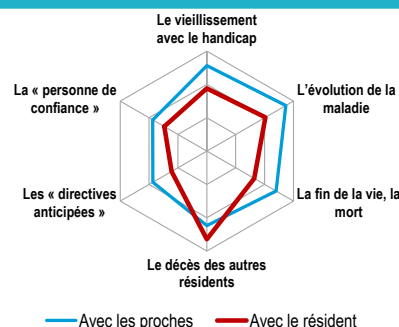 Le vieillissement
avec le handicap
La « personne de
confiance »
L'évolution de la
maladie
Les « directives
anticipées »
La fin de la vie, la
mort
Le décès des autres
résidents
Avec les proches
Avec le résident